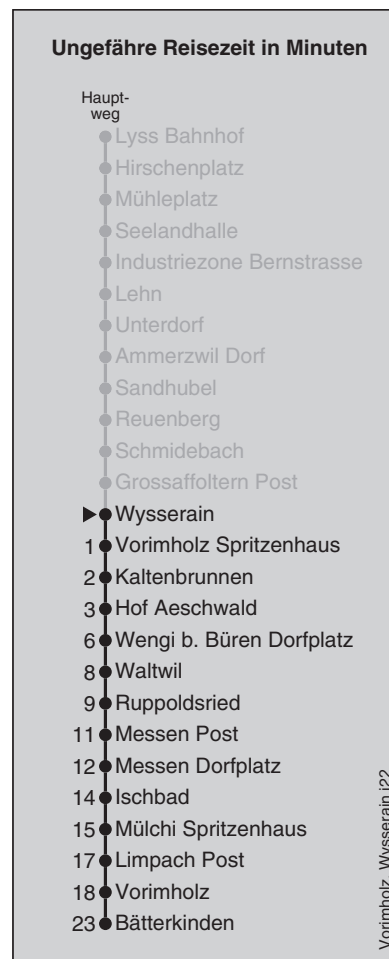 Ungefähre Reisezeit in Minuten
Haupt-
weg
Lyss Bahnhof
Hirschenplatz
Mühleplatz
Seelandhalle
Industriezone Bernstrasse
Lehn
Unterdorf
Ammerzwil Dorf
Sandhubel
Reuenberg
Schmidebach
Grossaffoltern Post
Wysserain
1 Vorimholz Spritzenhaus
2 Kaltenbrunnen
3 Hof Aeschwald
6 Wengi b. Büren Dorfplatz
8 Waltwil
9 Ruppoldsried
11 Messen Post
12 Messen Dorfplatz
14 Ischbad
15 Mülchi Spritzenhaus
17 Limpach Post
18 Vorimholz
23 Bätterkinden
Vorimholz, Wysserain j22